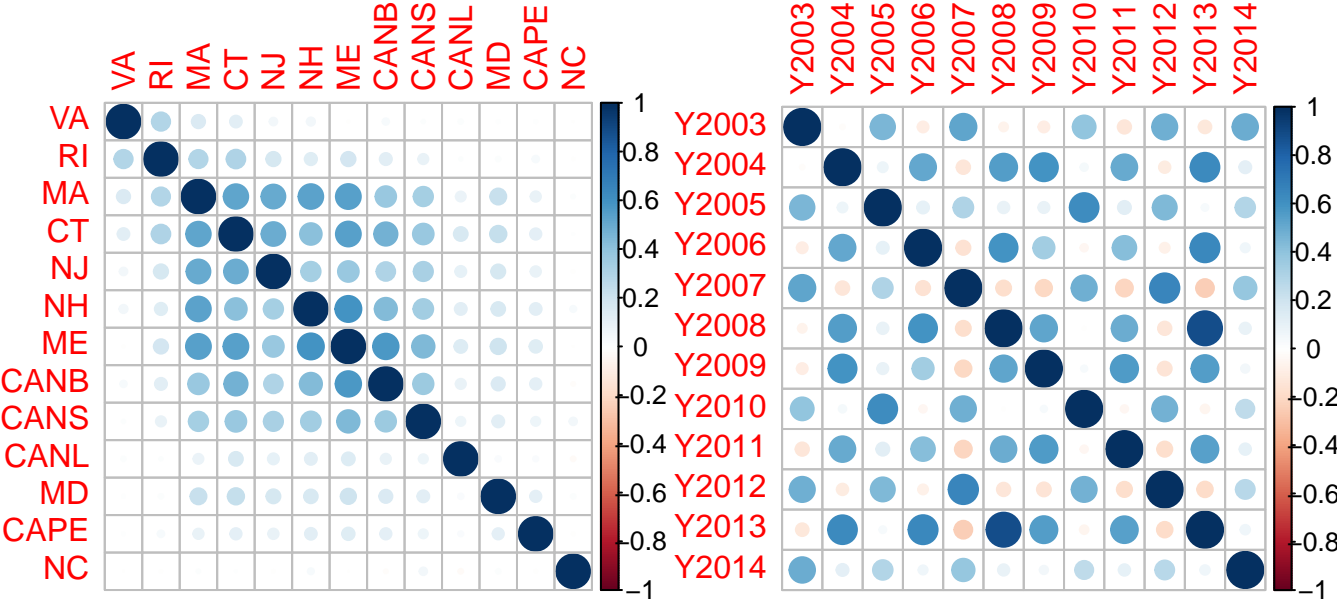 VA RI MA CT NJ NH ME CANB CANS CANL MD CAPE NC
VA
RI
MA
CT
NJ
NH
ME
CANB
CANS
CANL
MD
CAPE
NC
1
0.8
0.6
0.4
0.2
0
-0.2
-0.4
-0.6
-0.8
-1
Y2003 Y2004 Y2005 Y2006 Y2007 Y2008 Y2009 Y2010 Y2011 Y2012 Y2013 Y2014
Y2003
Y2004
Y2005
Y2006
Y2007
Y2008
Y2009
Y2010
Y2011
Y2012
Y2013
Y2014
1
0.8
0.6
0.4
0.2
0
-0.2
-0.4
-0.6
-0.8
-1